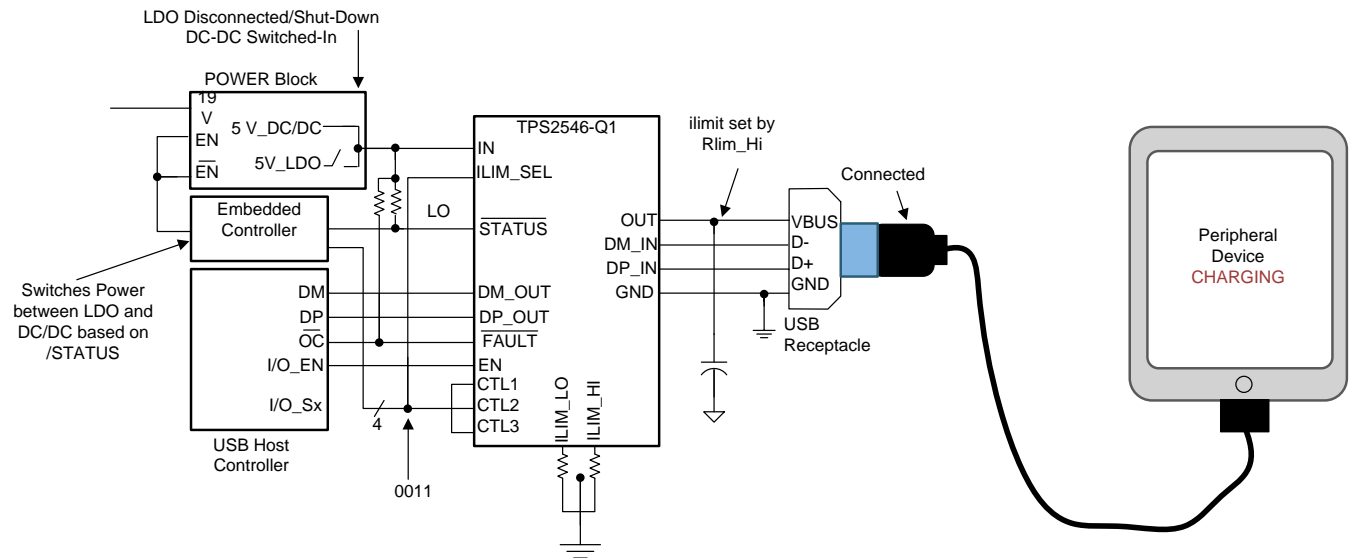 LDO Disconnected/Shut-Down
DC-DC Switched-In
POWER Block
19
V
EN
EN
5 V_DC/DC
5V_LDO
Embedded
Controller
Switches Power
between LDO and
DC/DC based on
/STATUS
DM
DP
OC
I/O_EN
I/O_Sx
USB Host
Controller
4
0011
LO
TPS2546-Q1
IN
ILIM_SEL
STATUS
DM_OUT
DP_OUT
FAULT
EN
CTL1
CTL2
CTL3
ILIM_LO
ILIM_HI
OUT
DM_IN
DP_IN
GND
ilimit set by
Rlim_Hi
VBUS
D-
D+
GND
USB
Receptacle
Connected
Peripheral
Device
CHARGING